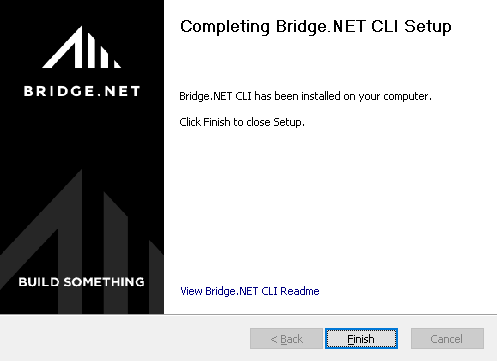 BRIDGE.NET
BUILD SOMETHING
Completing Bridge.NET CLI Setup
Bridge.NET CLI has been installed on your computer.
Click Finish to close Setup.
View Bridge.NET CLI Readme
< Back
Finish
Cancel